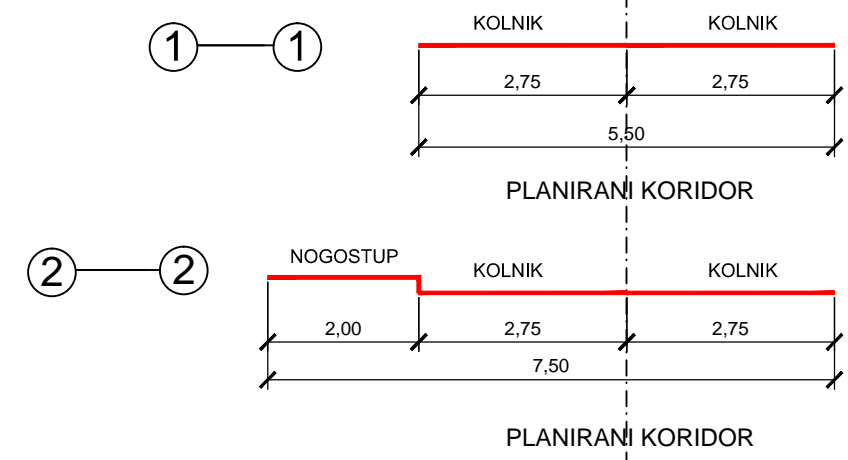 KOLNIK KOLNIK
1 1
2,75 2,75
5,50
PLANIRANI KORIDOR
NOGOSTUP
KOLNIK KOLNIK
2 2
2,00 2,75 2,75
7,50
PLANIRANI KORIDOR